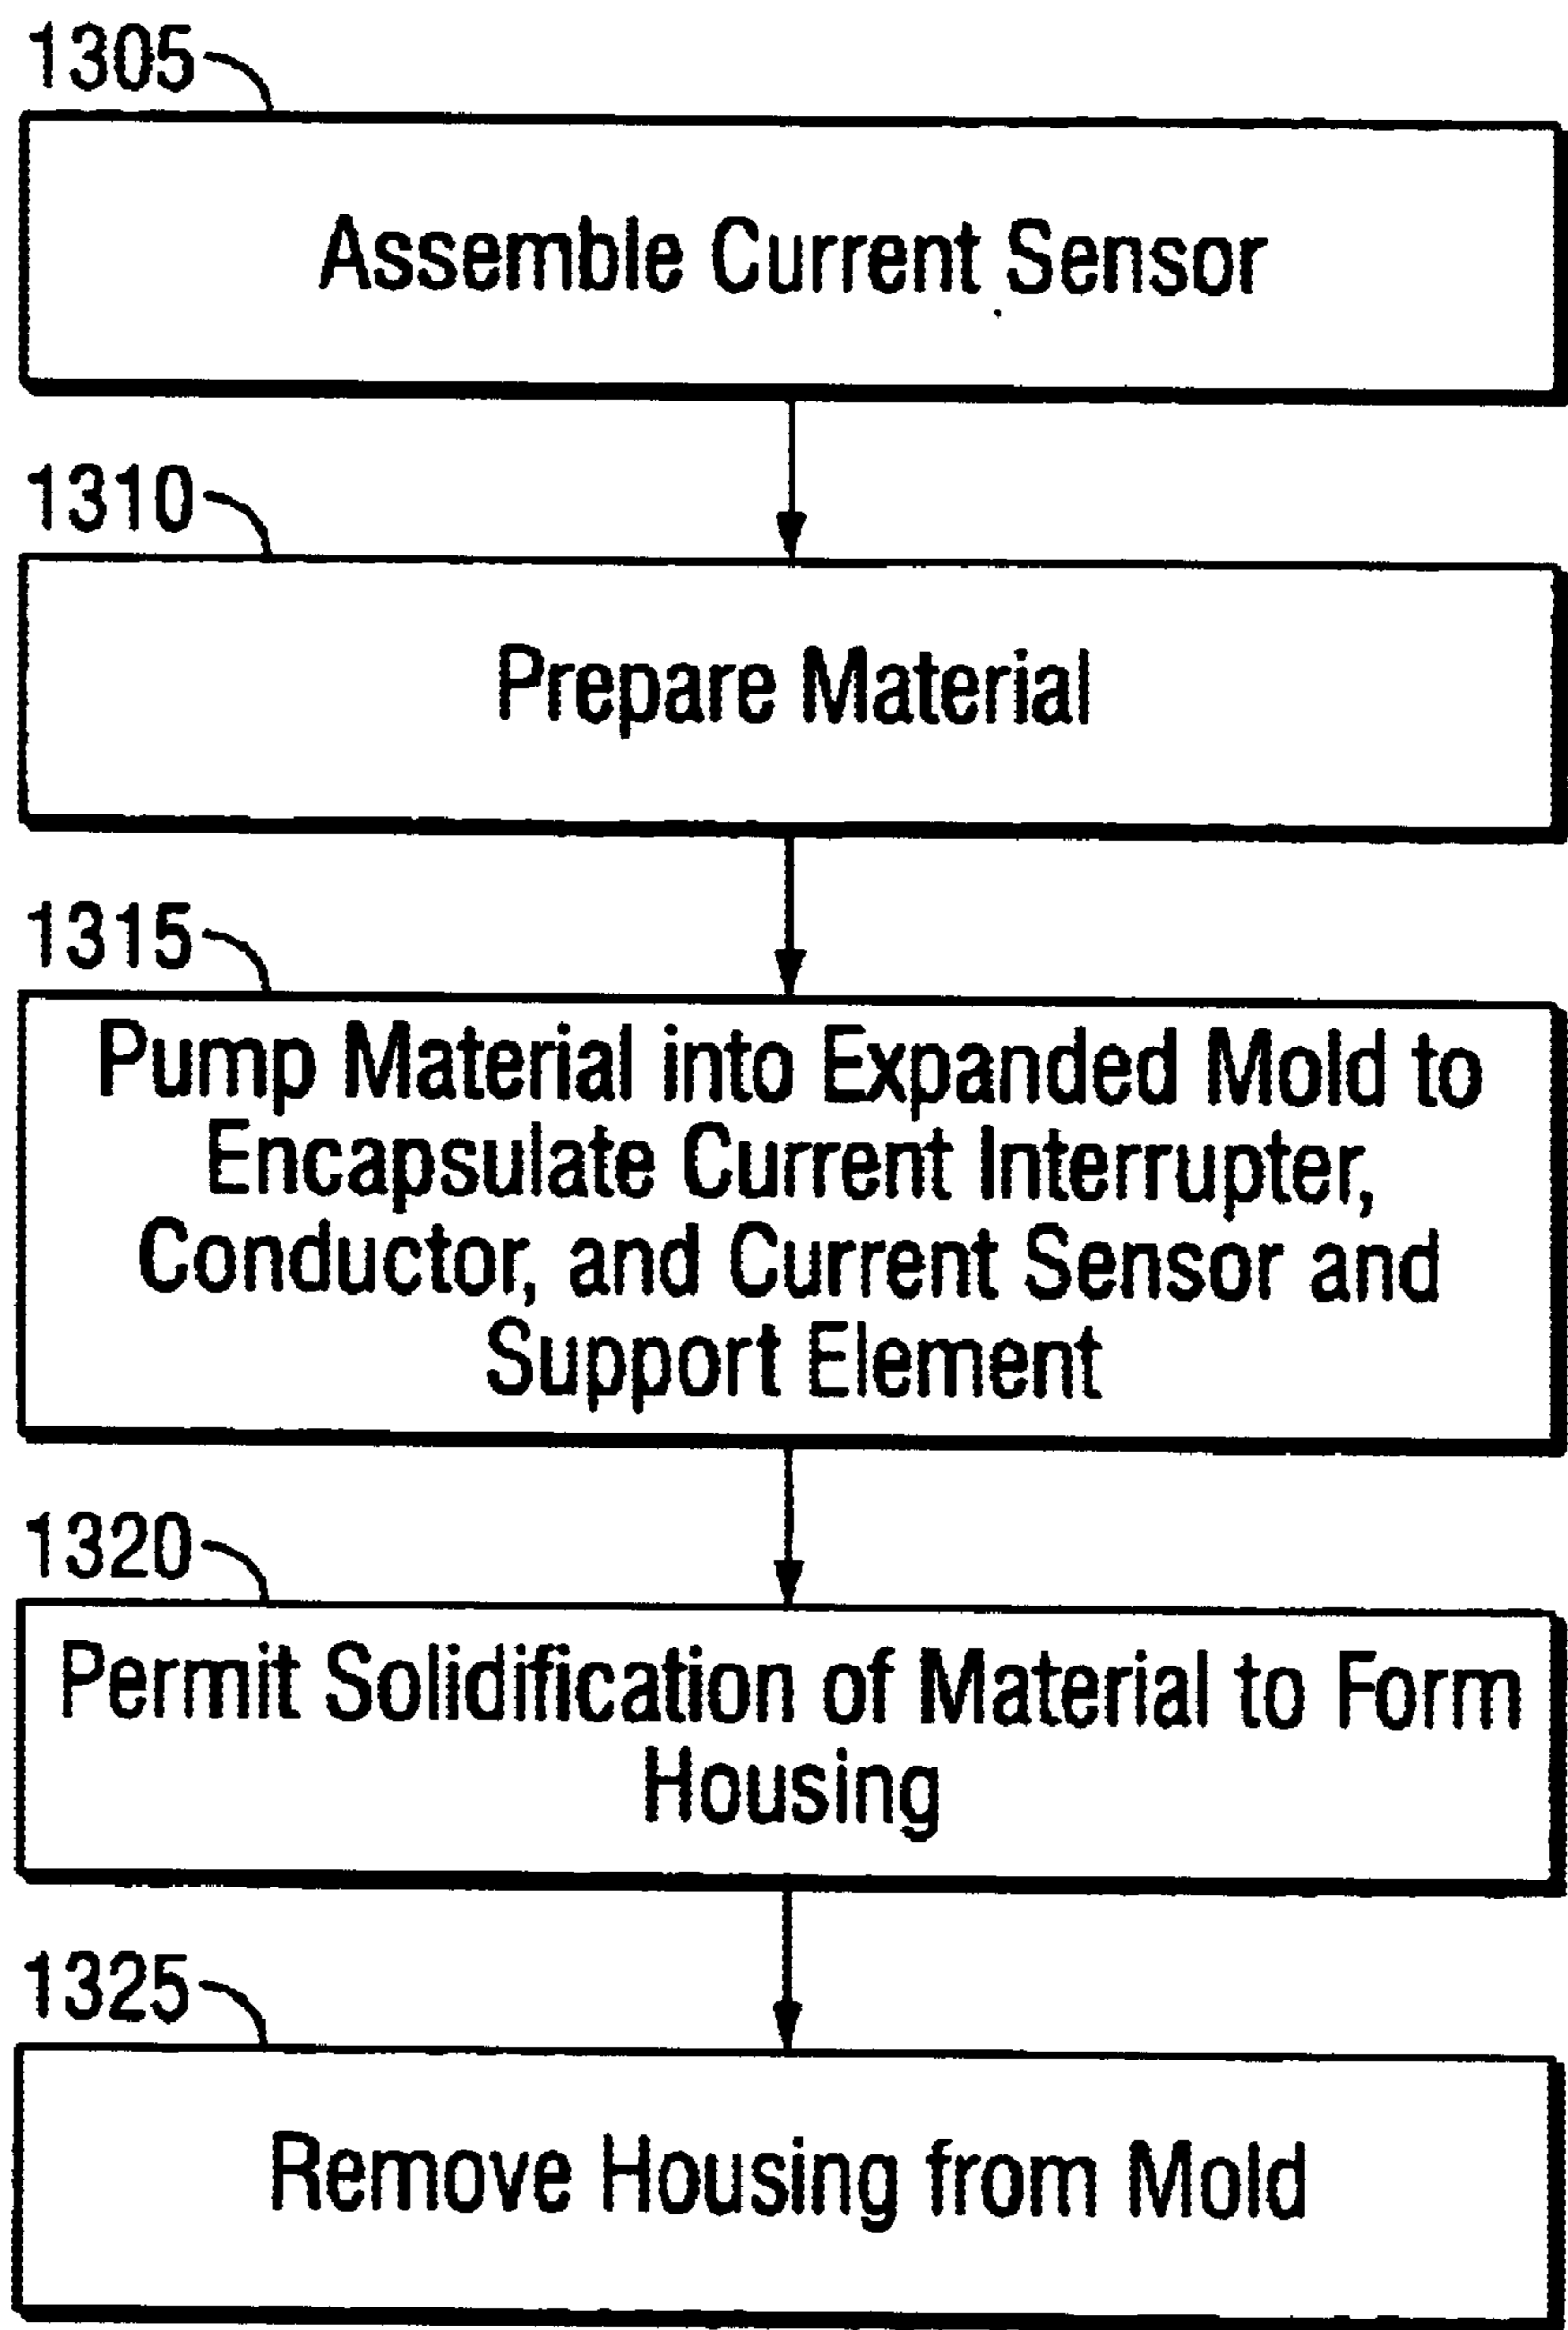 1305
Assemble Current Sensor
1310
Prepare Material
1315
Pump Material into Expanded Mold to
Encapsulate Current Interrupter,
Conductor, and Current Sensor and
Support Element
1320
Permit Solidification of Material to Form
Housing
1325
Remove Housing from Mold